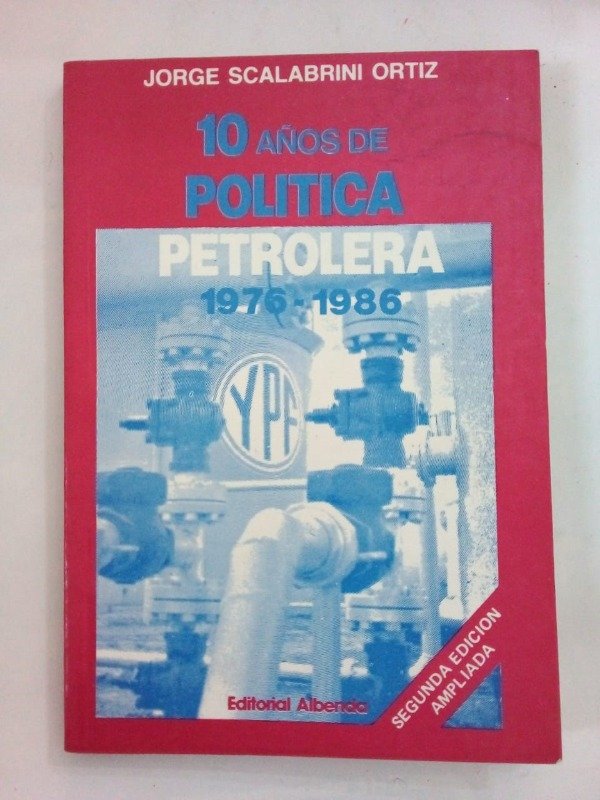 JORGE SCALABRINI ORTIZ
10 AÑOS DE
POLITICA
PETROLERA
1976-1986
YPF
SEGUNDA EDICION
AMPLIADA
Editorial Albenda